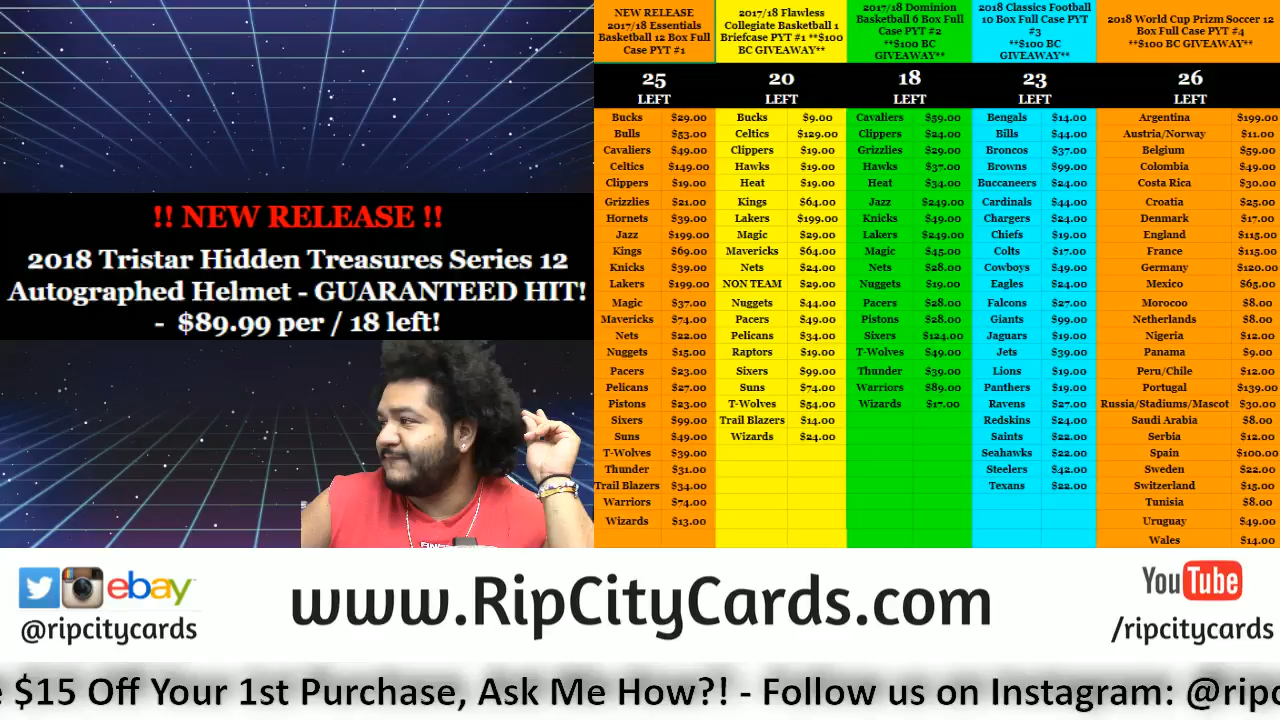 NEW RELEASE
2017/18 Essentials
Basketball 12 Box Full
Case PYT #1
2017/18 Flawless
Collegiate Basketball 1
Briefcase PYT #1 **$100
BC GIVEAWAY**
2017/18 Dominion
Basketball 6 Box Full
Case PYT #2
**$100 BC
GIVEAWAY**
2018 Classics Football
10 Box Full Case PYT
#3
**$100 BC
GIVEAWAY**
2018 World Cup Prizm Soccer 12
Box Full Case PYT #4
**$100 BC GIVEAWAY**
25 LEFT
20 LEFT
18 LEFT
23 LEFT
26 LEFT
Bucks $29.00
Bulls $53.00
Cavaliers $49.00
Celtics $149.00
Clippers $19.00
Grizzlies $21.00
Hornets $39.00
Jazz $199.00
Kings $69.00
Knicks $39.00
Lakers $199.00
Magic $37.00
Mavericks $74.00
Nets $22.00
Nuggets $15.00
Pacers $23.00
Pelicans $27.00
Pistons $23.00
Sixers $99.00
Suns $49.00
T-Wolves $39.00
Thunder $31.00
Trail Blazers $34.00
Warriors $74.00
Wizards $13.00
Bucks $9.00
Celtics $129.00
Clippers $19.00
Hawks $19.00
Heat $19.00
Kings $64.00
Lakers $199.00
Magic $29.00
Mavericks $64.00
Nets $24.00
NON TEAM $29.00
Nuggets $44.00
Pacers $49.00
Pelicans $34.00
Raptors $19.00
Sixers $99.00
Suns $74.00
T-Wolves $54.00
Trail Blazers $14.00
Wizards $24.00
Cavaliers $59.00
Clippers $24.00
Grizzlies $29.00
Hawks $37.00
Heat $34.00
Jazz $249.00
Knicks $49.00
Lakers $249.00
Magic $45.00
Nets $28.00
Nuggets $19.00
Pacers $28.00
Pistons $28.00
Sixers $124.00
T-Wolves $49.00
Thunder $39.00
Warriors $89.00
Wizards $17.00
Bengals $14.00
Bills $44.00
Broncos $37.00
Browns $99.00
Buccaneers $24.00
Cardinals $44.00
Chargers $24.00
Chiefs $19.00
Colts $17.00
Cowboys $49.00
Eagles $24.00
Falcons $27.00
Giants $99.00
Jaguars $19.00
Jets $39.00
Lions $19.00
Panthers $19.00
Ravens $27.00
Redskins $24.00
Saints $22.00
Seahawks $22.00
Steelers $42.00
Texans $22.00
Argentina $199.00
Austria/Norway $11.00
Belgium $59.00
Colombia $49.00
Costa Rica $30.00
Croatia $25.00
Denmark $17.00
England $115.00
France $115.00
Germany $120.00
Mexico $65.00
Morocoo $8.00
Netherlands $8.00
Nigeria $12.00
Panama $9.00
Peru/Chile $12.00
Portugal $139.00
Russia/Stadiums/Mascot $30.00
Saudi Arabia $8.00
Serbia $12.00
Spain $100.00
Sweden $22.00
Switzerland $15.00
Tunisia $8.00
Uruguay $49.00
Wales $14.00
!! NEW RELEASE !!
2018 Tristar Hidden Treasures Series 12
Autographed Helmet - GUARANTEED HIT!
- $89.99 per / 18 left!
ebay
@ripcitycards
www.RipCityCards.com
YouTube
/ripcitycards
e $15 Off Your 1st Purchase, Ask Me How?! - Follow us on Instagram: @ripc